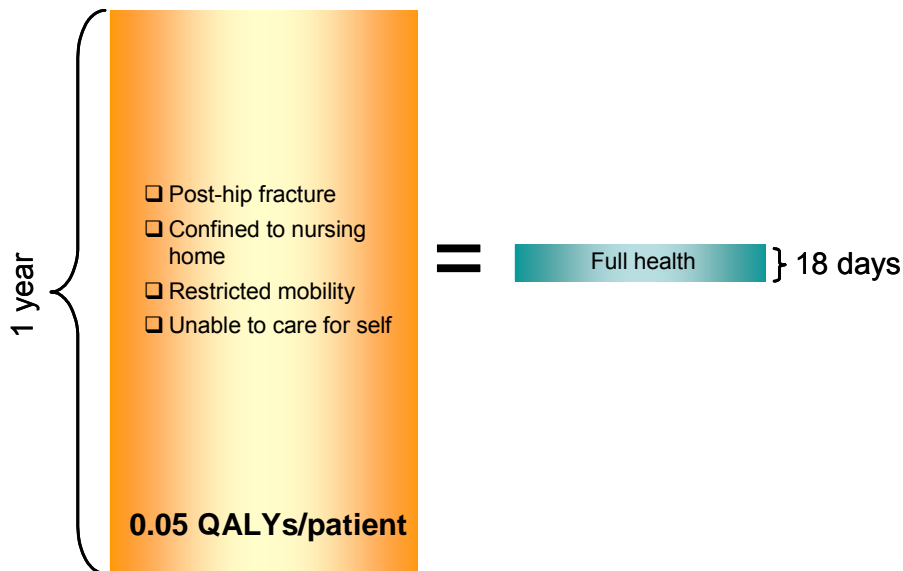 1 year
❑ Post-hip fracture
❑ Confined to nursing
home
❑ Restricted mobility
❑ Unable to care for self
0.05 QALYs/patient
=
Full health
18 days